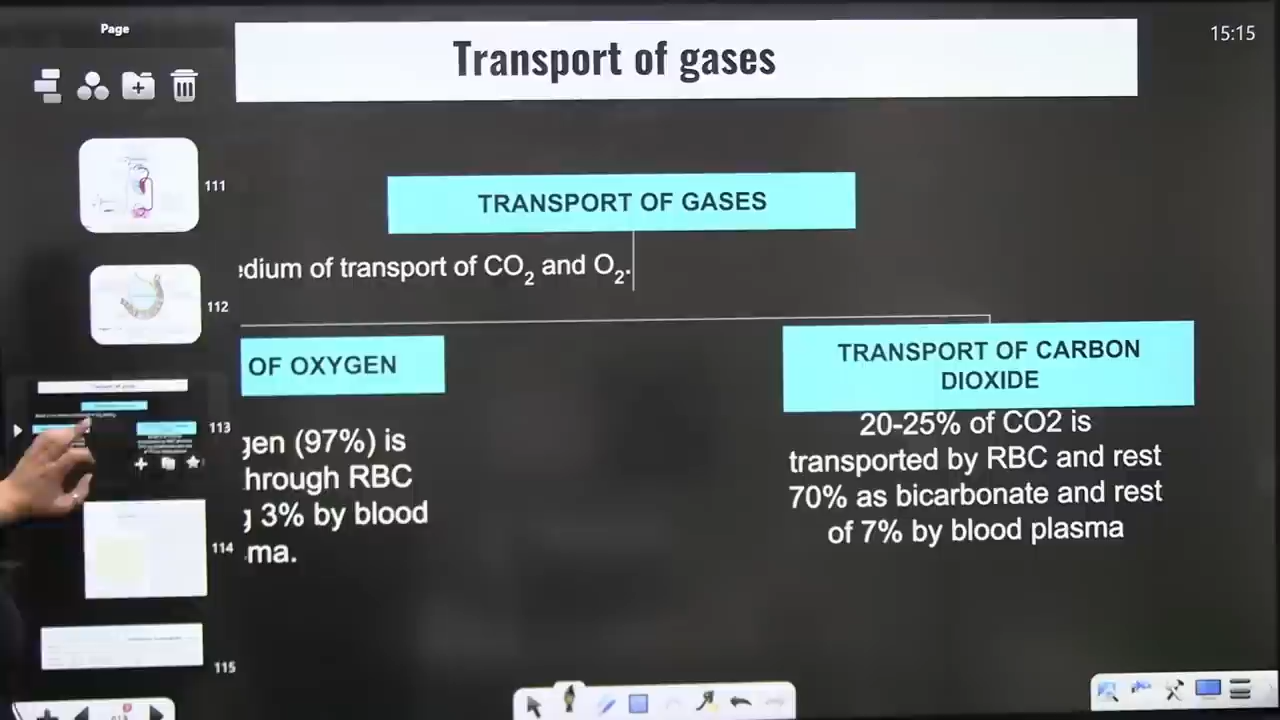 Page
15:15
Transport of gases
111
TRANSPORT OF GASES
edium of transport of CO2 and O2.
112
OF OXYGEN
TRANSPORT OF CARBON
DIOXIDE
113
gen (97%) is
hrough RBC
g 3% by blood
ma.
20-25% of CO2 is
transported by RBC and rest
70% as bicarbonate and rest
of 7% by blood plasma
114
115